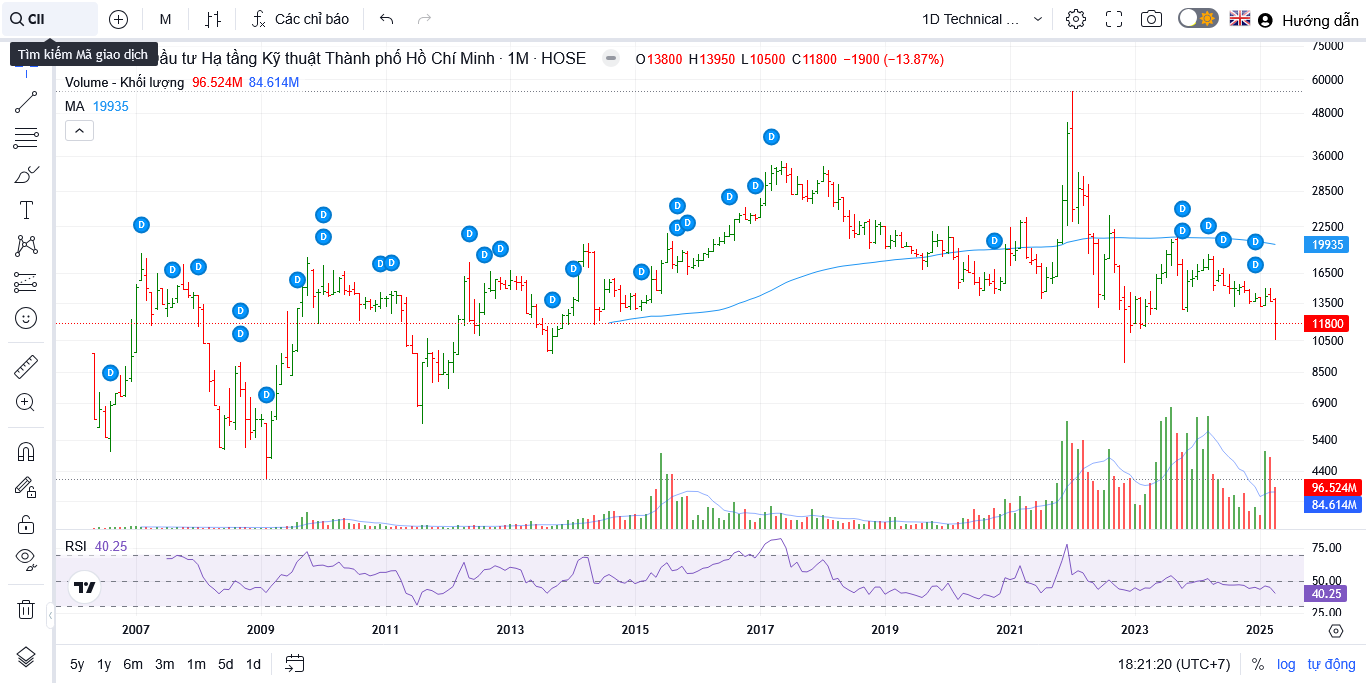 CII M Các chỉ báo 1D Technical ... Hướng dẫn
Tìm kiếm Mã giao dịch
ầu tư Hạ tầng Kỹ thuật Thành phố Hồ Chí Minh · 1M · HOSE O13800 H13950 L10500 C11800 −1900 (−13.87%)
Volume - Khối lượng 96.524M 84.614M
MA 19935
75000
60000
48000
36000
28500
22500
19935
16500
13500
11800
10500
8500
6900
5400
4400
96.524M
84.614M
D D D D D D D D D D D D D D D D D D D D D D D D D D D D D D D
RSI 40.25
75.00
50.00
40.25
25.00
2007 2009 2011 2013 2015 2017 2019 2021 2023 2025
5y 1y 6m 3m 1m 5d 1d 18:21:20 (UTC+7) % log tự động